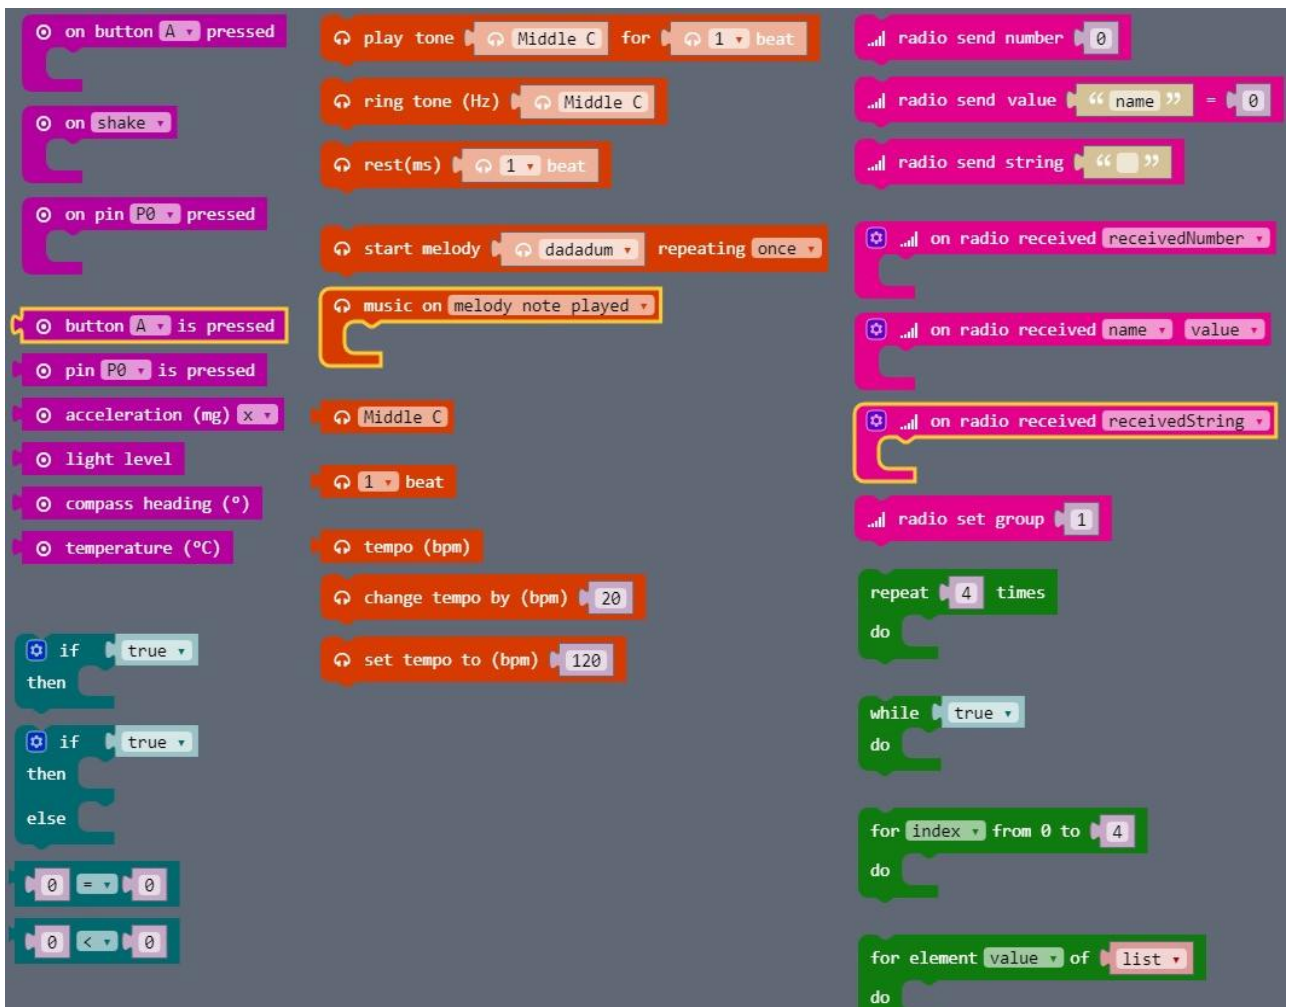 on button A pressed
on shake
on pin P0 pressed
button A is pressed
pin P0 is pressed
acceleration (mg) x
light level
compass heading (º)
temperature (ºC)
if true
then
if true
then
else
0 = 0
0 < 0
play tone Middle C for 1 beat
ring tone (Hz) Middle C
rest(ms) 1 beat
start melody dadadum repeating once
music on melody note played
Middle C
1 beat
tempo (bpm)
change tempo by (bpm) 20
set tempo to (bpm) 120
radio send number 0
radio send value “ name ” = 0
radio send string “ ”
on radio received receivedNumber
on radio received name value
on radio received receivedString
radio set group 1
repeat 4 times
do
while true
do
for index from 0 to 4
do
for element value of list
do